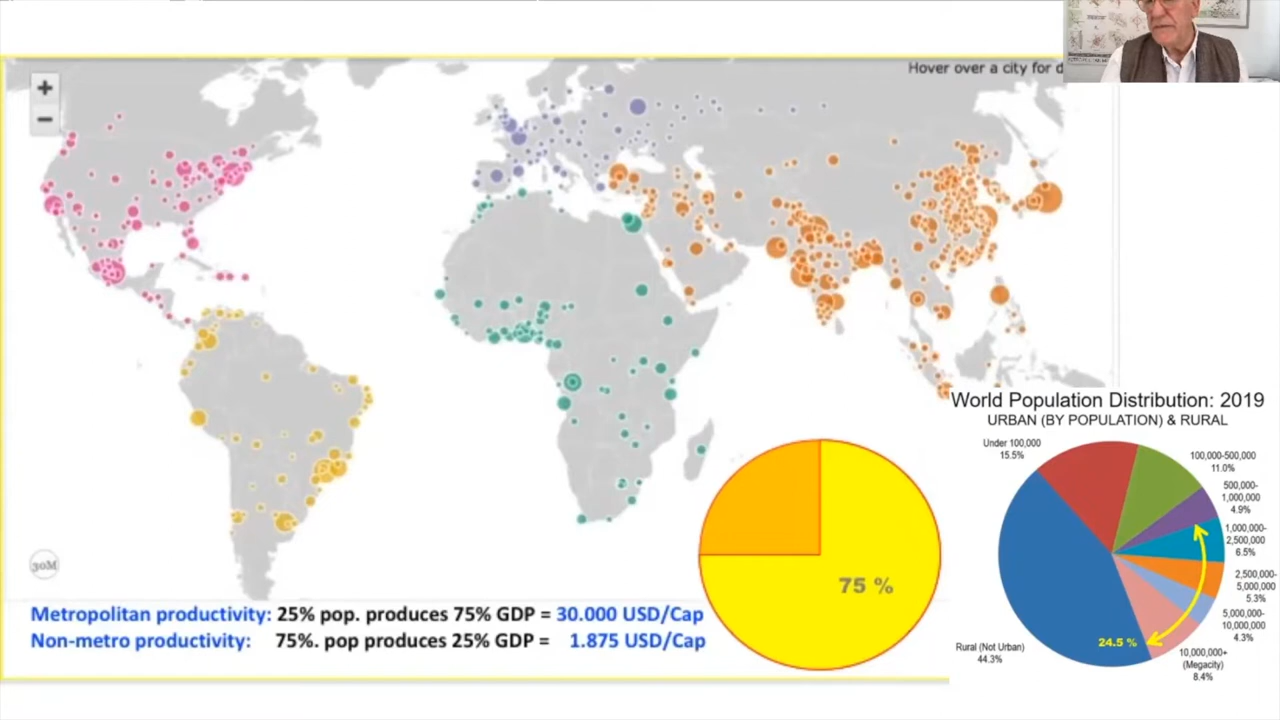 +
−
Hover over a city for d
30M
Metropolitan productivity: 25% pop. produces 75% GDP = 30.000 USD/Cap
Non-metro productivity: 75%. pop produces 25% GDP = 1.875 USD/Cap
75 %
World Population Distribution: 2019
URBAN (BY POPULATION) & RURAL
Under 100,000
15.5%
100,000-500,000
11.0%
500,000-
1,000,000
4.9%
1,000,000-
2,500,000
6.5%
2,500,000-
5,000,000
5.3%
5,000,000-
10,000,000
4.3%
10,000,000+
(Megacity)
8.4%
24.5 %
Rural (Not Urban)
44.3%